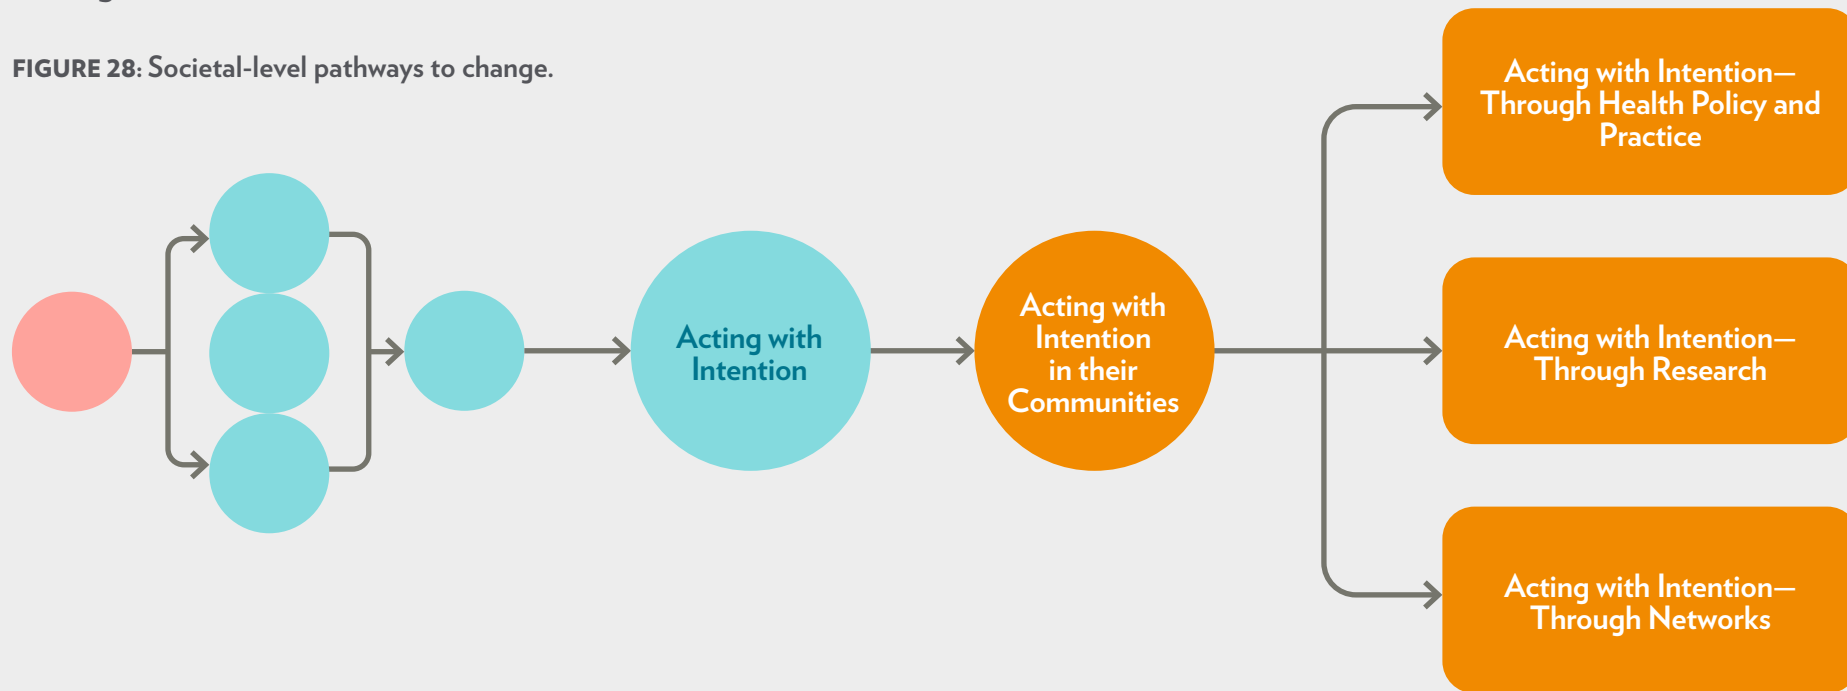 FIGURE 28: Societal-level pathways to change.
Acting with
Intention
Acting with
Intention
in their
Communities
Acting with Intention—
Through Health Policy and
Practice
Acting with Intention—
Through Research
Acting with Intention—
Through Networks